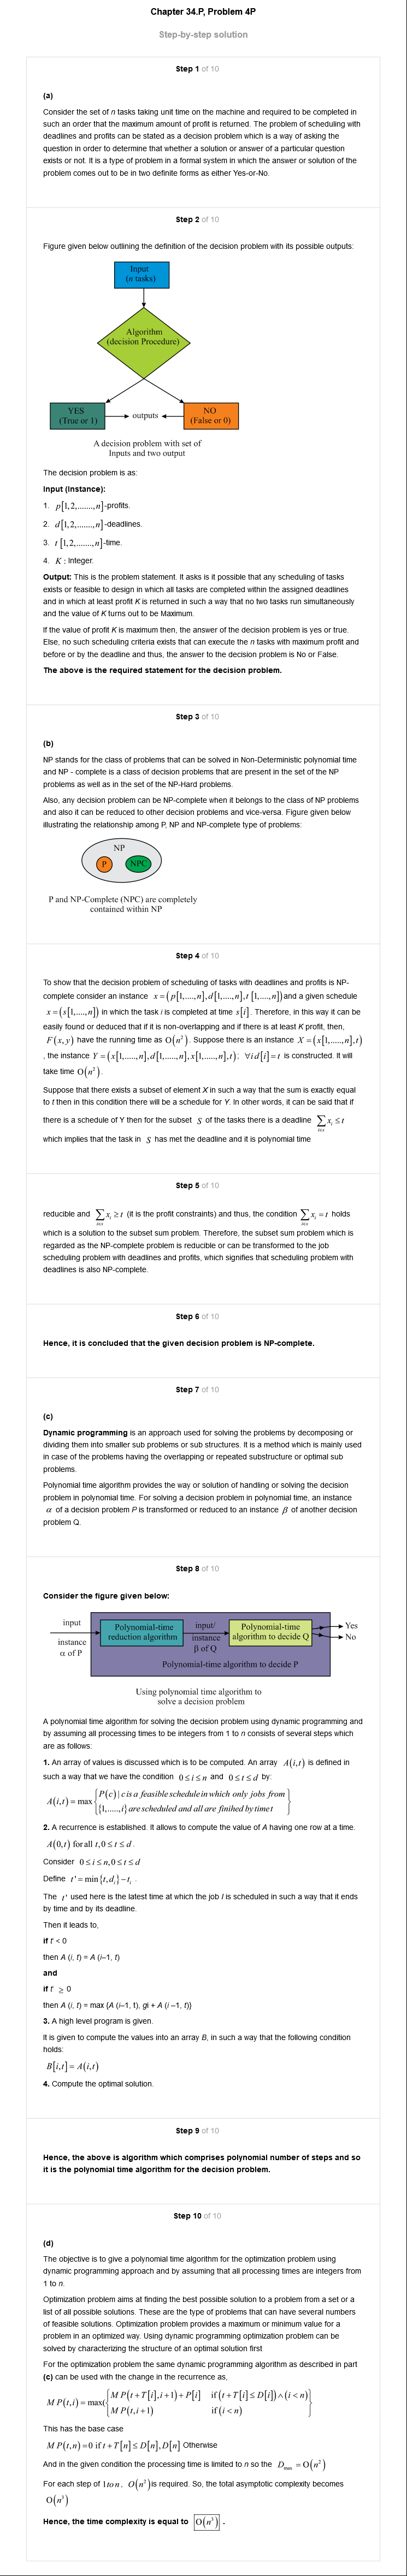 Chapter 34.P, Problem 4P
Step-by-step solution
Step 1 of 10
(a)
Consider the set of n tasks taking unit time on the machine and required to be completed in
such an order that the maximum amount of profit is returned. The problem of scheduling with
deadlines and profits can be stated as a decision problem which is a way of asking the
question in order to determine that whether a solution or answer of a particular question
exists or not. It is a type of problem in a formal system in which the answer or solution of the
problem comes out to be in two definite forms as either Yes-or-No.
Step 2 of 10
Figure given below outlining the definition of the decision problem with its possible outputs:
Input
(n tasks)
Algorithm
(decision Procedure)
YES
(True or 1)
outputs
NO
(False or 0)
A decision problem with set of
Inputs and two output
The decision problem is as:
Input (Instance):
1. p[1,2,.......,n]-profits.
2. d[1,2,.......,n]-deadlines.
3. t[1,2,.......,n]-time.
4. K : Integer.
Output: This is the problem statement. It asks is it possible that any scheduling of tasks
exists or feasible to design in which all tasks are completed within the assigned deadlines
and in which at least profit K is returned in such a way that no two tasks run simultaneously
and the value of K turns out to be Maximum.
If the value of profit K is maximum then, the answer of the decision problem is yes or true.
Else, no such scheduling criteria exists that can execute the n tasks with maximum profit and
before or by the deadline and thus, the answer to the decision problem is No or False.
The above is the required statement for the decision problem.
Step 3 of 10
(b)
NP stands for the class of problems that can be solved in Non-Deterministic polynomial time
and NP - complete is a class of decision problems that are present in the set of the NP
problems as well as in the set of the NP-Hard problems.
Also, any decision problem can be NP-complete when it belongs to the class of NP problems
and also it can be reduced to other decision problems and vice-versa. Figure given below
illustrating the relationship among P, NP and NP-complete type of problems:
NP
P
NPC
P and NP-Complete (NPC) are completely
contained within NP
Step 4 of 10
To show that the decision problem of scheduling of tasks with deadlines and profits is NP-
complete consider an instance x = (p[1,....,n],d[1,....,n],t [1,....,n]) and a given schedule
x = (s[1,....,n]) in which the task i is completed at time s[i]. Therefore, in this way it can be
easily found or deduced that if it is non-overlapping and if there is at least K profit, then,
F(x,y) have the running time as O(n²). Suppose there is an instance X = (x[1,......,n],t)
, the instance Y = (x[1,......,n],d[1,......,n],x[1,......,n],t); ∀i d[i] = t is constructed. It will
take time O(n²).
Suppose that there exists a subset of element X in such a way that the sum is exactly equal
to t then in this condition there will be a schedule for Y. In other words, it can be said that if
there is a schedule of Y then for the subset S of the tasks there is a deadline ∑ᵢ∈ₛ xᵢ ≤ t
which implies that the task in S has met the deadline and it is polynomial time
Step 5 of 10
reducible and ∑ᵢ∈ₛ xᵢ ≥ t (it is the profit constraints) and thus, the condition ∑ᵢ∈ₛ xᵢ = t holds
which is a solution to the subset sum problem. Therefore, the subset sum problem which is
regarded as the NP-complete problem is reducible or can be transformed to the job
scheduling problem with deadlines and profits, which signifies that scheduling problem with
deadlines is also NP-complete.
Step 6 of 10
Hence, it is concluded that the given decision problem is NP-complete.
Step 7 of 10
(c)
Dynamic programming is an approach used for solving the problems by decomposing or
dividing them into smaller sub problems or sub structures. It is a method which is mainly used
in case of the problems having the overlapping or repeated substructure or optimal sub
problems.
Polynomial time algorithm provides the way or solution of handling or solving the decision
problem in polynomial time. For solving a decision problem in polynomial time, an instance
α of a decision problem P is transformed or reduced to an instance β of another decision
problem Q.
Step 8 of 10
Consider the figure given below:
input
instance
α of P
Polynomial-time
reduction algorithm
input/
instance
β of Q
Polynomial-time
algorithm to decide Q
Yes
No
Polynomial-time algorithm to decide P
Using polynomial time algorithm to
solve a decision problem
A polynomial time algorithm for solving the decision problem using dynamic programming and
by assuming all processing times to be integers from 1 to n consists of several steps which
are as follows:
1. An array of values is discussed which is to be computed. An array A(i,t) is defined in
such a way that we have the condition 0 ≤ i ≤ n and 0 ≤ t ≤ d by:
A(i,t) = max {P(c) | c is a feasible schedule in which only jobs from
{1,.....,i} are scheduled and all are finihed by time t}
2. A recurrence is established. It allows to compute the value of A having one row at a time.
A(0,t) for all t, 0 ≤ t ≤ d.
Consider 0 ≤ i ≤ n, 0 ≤ t ≤ d
Define t' = min{t,dᵢ} − tᵢ .
The t' used here is the latest time at which the job I is scheduled in such a way that it ends
by time and by its deadline.
Then it leads to,
if t' < 0
then A (i, t) = A (i–1, t)
and
if t' ≥ 0
then A (i, t) = max {A (i–1, t), gi + A (i –1, t)}
3. A high level program is given.
It is given to compute the values into an array B, in such a way that the following condition
holds:
B[i,t] = A(i,t)
4. Compute the optimal solution.
Step 9 of 10
Hence, the above is algorithm which comprises polynomial number of steps and so
it is the polynomial time algorithm for the decision problem.
Step 10 of 10
(d)
The objective is to give a polynomial time algorithm for the optimization problem using
dynamic programming approach and by assuming that all processing times are integers from
1 to n.
Optimization problem aims at finding the best possible solution to a problem from a set or a
list of all possible solutions. These are the type of problems that can have several numbers
of feasible solutions. Optimization problem provides a maximum or minimum value for a
problem in an optimized way. Using dynamic programming optimization problem can be
solved by characterizing the structure of an optimal solution first
For the optimization problem the same dynamic programming algorithm as described in part
(c) can be used with the change in the recurrence as,
MP(t,i) = max({MP(t+T[i],i+1)+P[i] if (t+T[i] ≤ D[i]) ∧ (i < n)
MP(t,i+1) if (i < n)}
This has the base case
MP(t,n) = 0 if t + T[n] ≤ D[n], D[n] Otherwise
And in the given condition the processing time is limited to n so the Dₘₐₓ = O(n²)
For each step of 1 to n, O(n²) is required. So, the total asymptotic complexity becomes
O(n³)
Hence, the time complexity is equal to O(n³) .